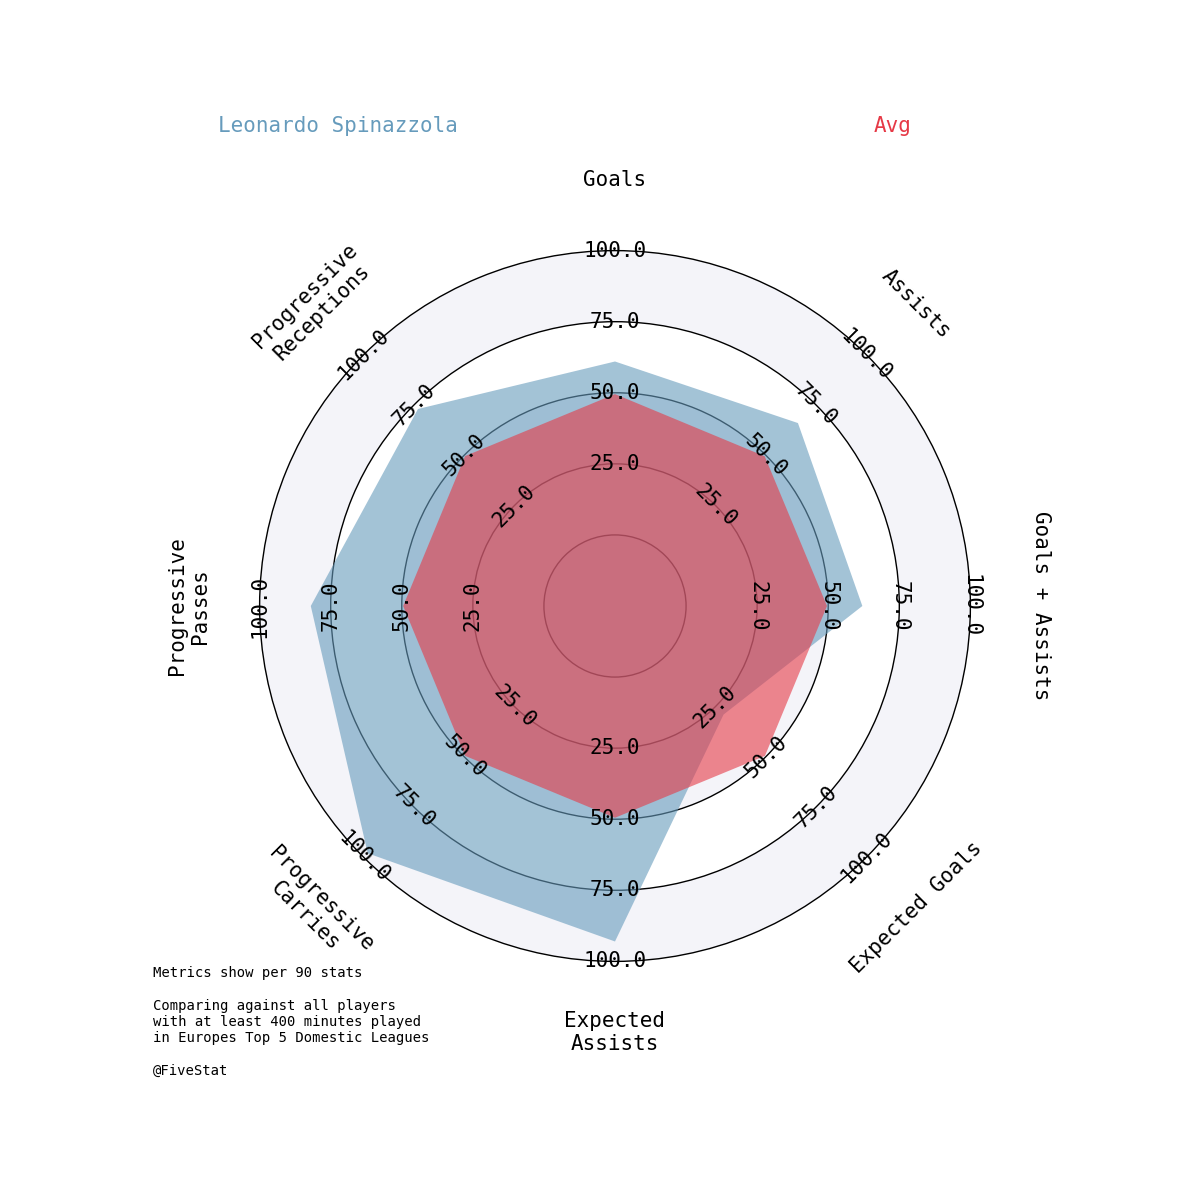 Leonardo Spinazzola
Avg
Goals
Assists
Goals + Assists
Expected Goals
Expected
Assists
Progressive
Carries
Progressive
Passes
Progressive
Receptions
25.0
50.0
75.0
100.0
25.0
50.0
75.0
100.0
25.0
50.0
75.0
100.0
25.0
50.0
75.0
100.0
25.0
50.0
75.0
100.0
25.0
50.0
75.0
100.0
25.0
50.0
75.0
100.0
25.0
50.0
75.0
100.0
Metrics show per 90 stats
Comparing against all players
with at least 400 minutes played
in Europes Top 5 Domestic Leagues
@FiveStat